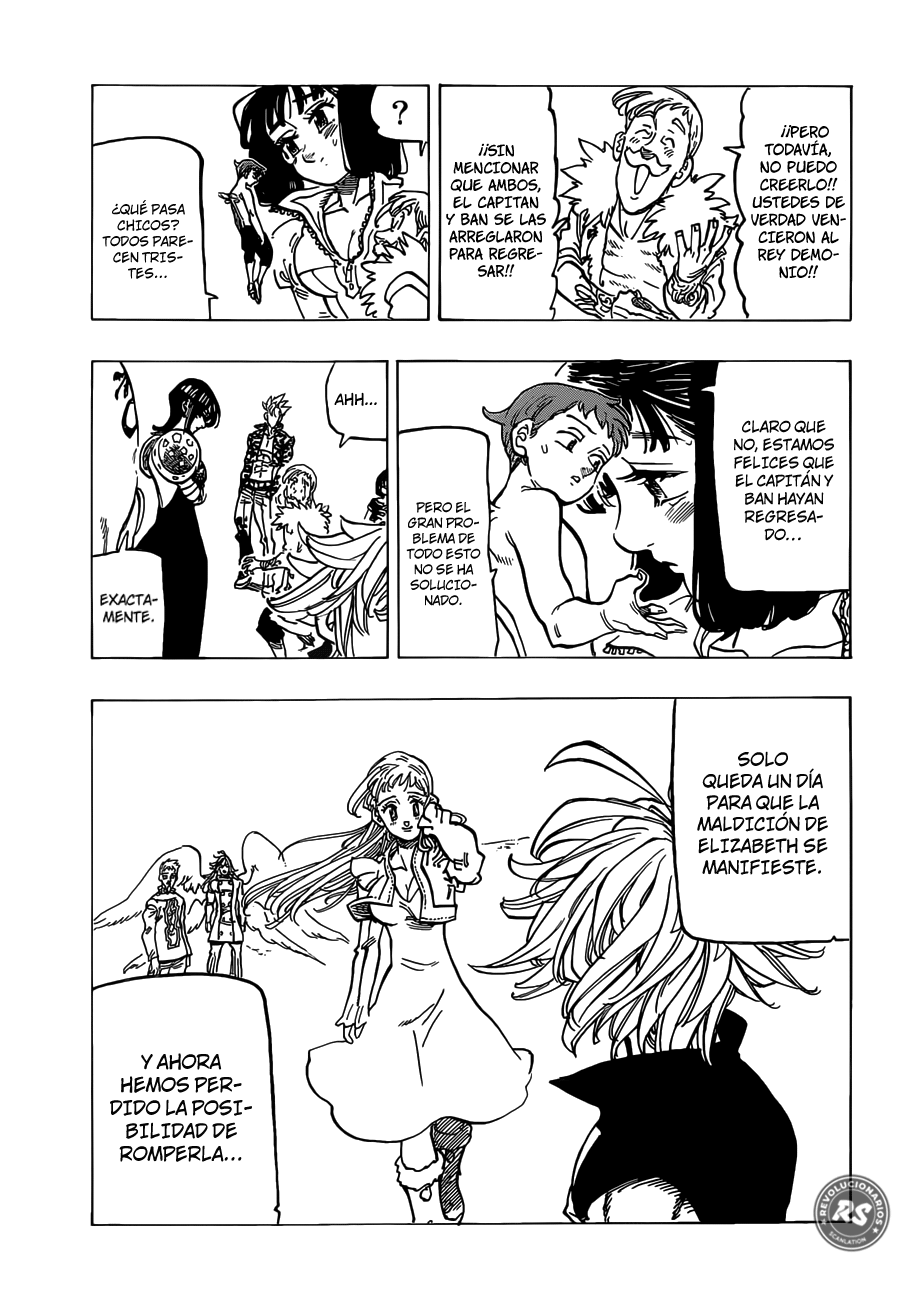 ¡¡PERO
TODAVÍA,
NO PUEDO
CREERLO!!
USTEDES DE
VERDAD VEN-
CIERON AL
REY DEMO-
NIO!!
¡¡SIN
MENCIONAR
QUE AMBOS,
EL CAPITAN
Y BAN SE LAS
ARREGLARON
PARA REGRE-
SAR!!
?
¿QUÉ PASA
CHICOS?
TODOS PARE-
CEN TRIS-
TES...
CLARO QUE
NO, ESTAMOS
FELICES QUE
EL CAPITÁN Y
BAN HAYAN
REGRESA-
DO...
PERO EL
GRAN PRO-
BLEMA DE
TODO ESTO
NO SE HA
SOLUCIO-
NADO.
AHH...
EXACTA-
MENTE.
SOLO
QUEDA UN DÍA
PARA QUE LA
MALDICIÓN DE
ELIZABETH SE
MANIFIESTE.
Y AHORA
HEMOS PER-
DIDO LA POSI-
BILIDAD DE
ROMPERLA...
REVOLUCIONARIOS
RS
SCANLATION